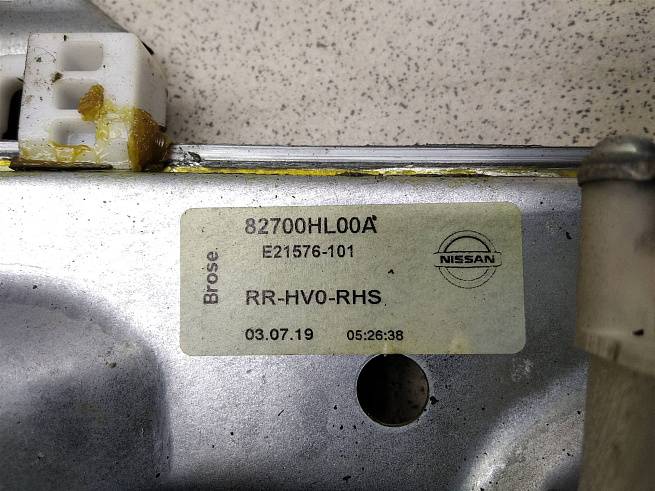 82700HL00A
E21576-101
NISSAN
Brose
RR-HV0-RHS
03.07.19 05:26:38